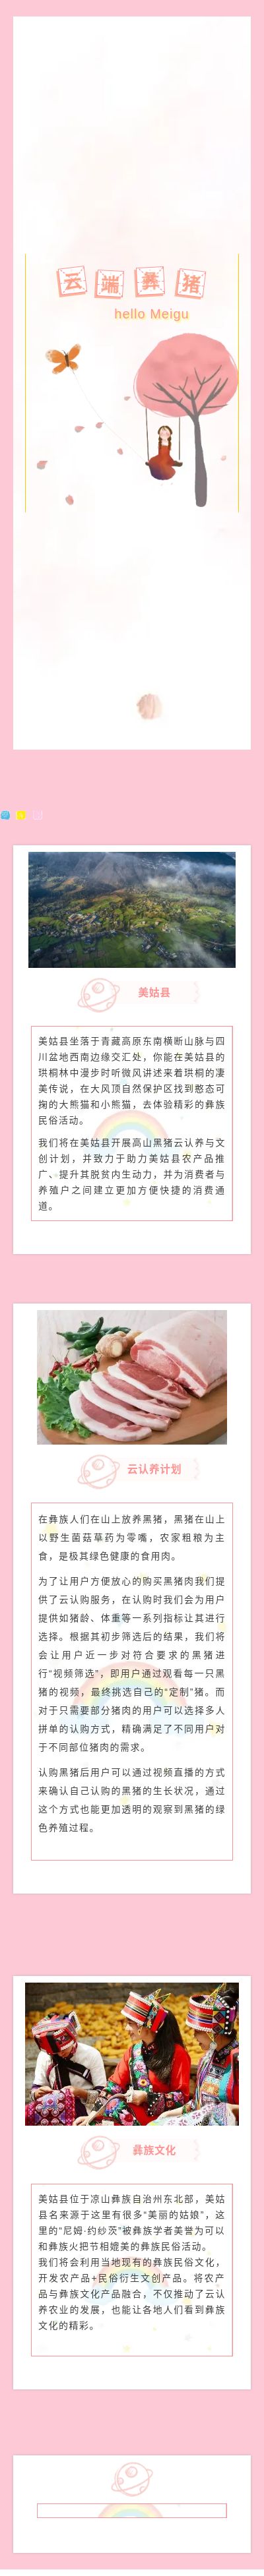 云端彝猪
hello Meigu
美姑县
美姑县坐落于青藏高原东南横断山脉与四
川盆地西南边缘交汇处，你能在美姑县的
珙桐林中漫步时听微风讲述来着珙桐的凄
美传说，在大风顶自然保护区找到憨态可
掬的大熊猫和小熊猫，去体验精彩的彝族
民俗活动。
我们将在美姑县开展高山黑猪云认养与文
创计划，并致力于助力美姑县农产品推
广、提升其脱贫内生动力，并为消费者与
养殖户之间建立更加方便快捷的消费通
道。
云认养计划
在彝族人们在山上放养黑猪，黑猪在山上
以野生菌菇草药为零嘴，农家粗粮为主
食，是极其绿色健康的食用肉。
为了让用户方便放心的购买黑猪肉我们提
供了云认购服务，在认购时我们会为用户
提供如猪龄、体重等一系列指标让其进行
选择。根据其初步筛选后的结果，我们将
会让用户近一步对符合要求的黑猪进
行“视频筛选”，即用户通过观看每一只黑
猪的视频，最终挑选自己的“定制”猪。而
对于只需要部分猪肉的用户可以选择多人
拼单的认购方式，精确满足了不同用户对
于不同部位猪肉的需求。
认购黑猪后用户可以通过视频直播的方式
来确认自己认购的黑猪的生长状况，通过
这个方式也能更加透明的观察到黑猪的绿
色养殖过程。
彝族文化
美姑县位于凉山彝族自治州东北部，美姑
县名来源于这里有很多“美丽的姑娘”，这
里的“尼姆·约纱茨”被彝族学者美誉为可以
和彝族火把节相媲美的彝族民俗活动。
我们将会利用当地现有的彝族民俗文化，
开发农产品+民俗衍生文创产品。将农产
品与彝族文化产品融合，不仅推动了云认
养农业的发展，也能让各地人们看到彝族
文化的精彩。